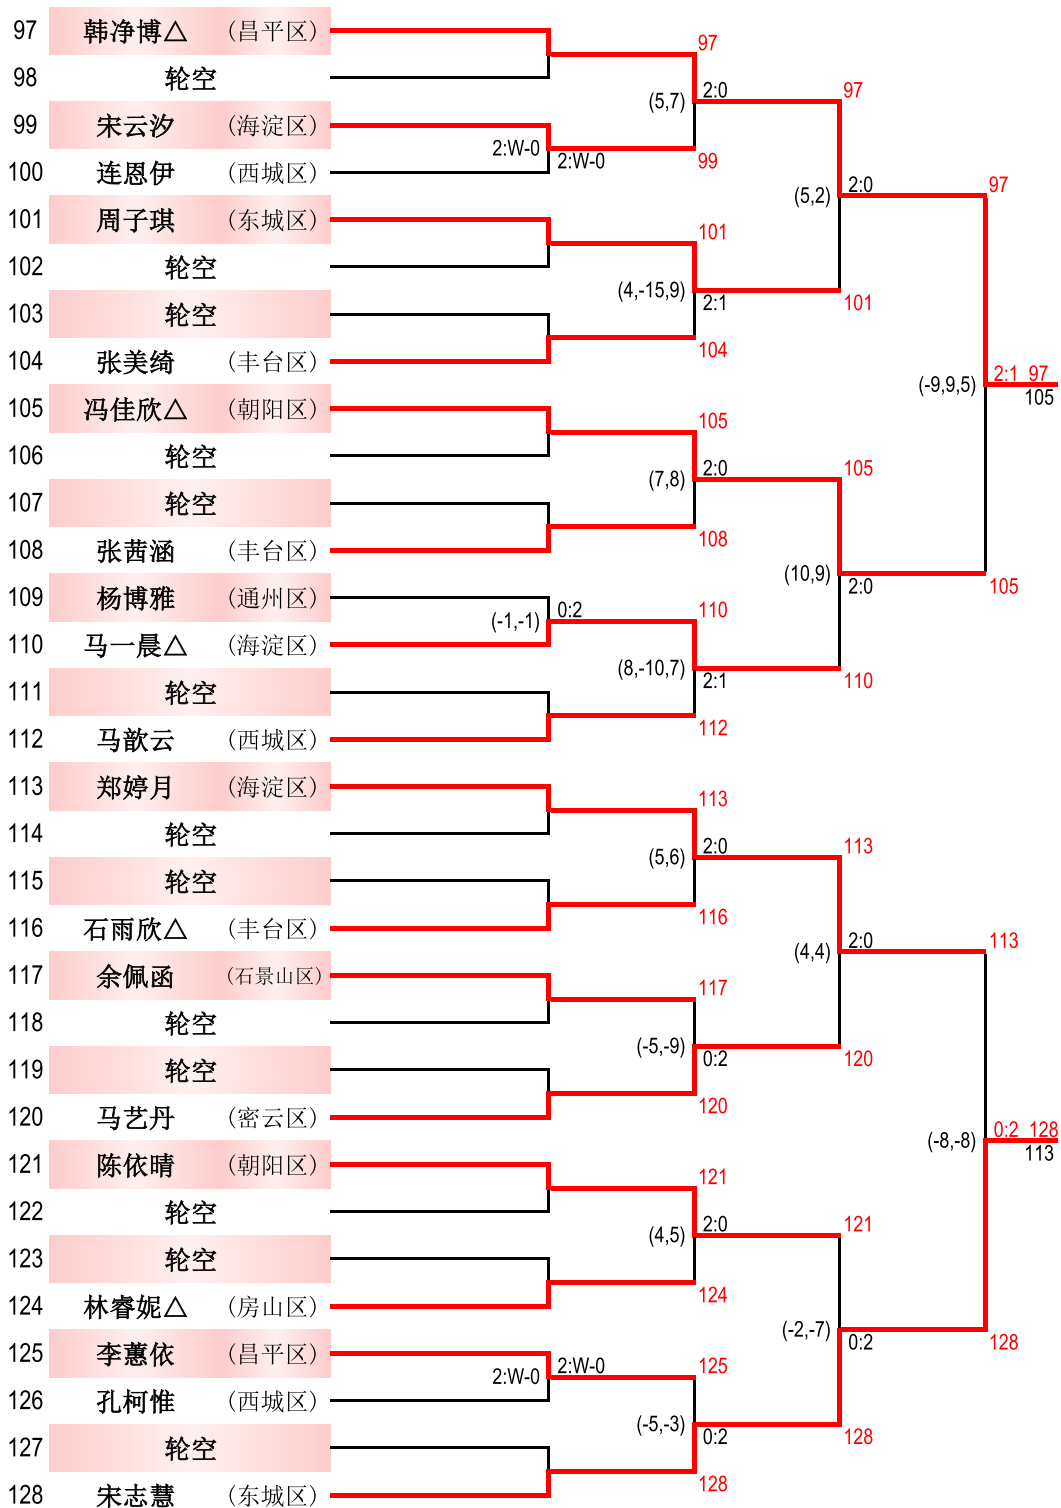 97 韩净博△ (昌平区)
97
98 轮空
(5,7) 2:0 97
99 宋云汐 (海淀区)
2:W-0 2:W-0 99
100 连恩伊 (西城区)
(5,2) 2:0 97
101 周子琪 (东城区)
101
102 轮空
(4,-15,9) 2:1 101
103 轮空
104
104 张美绮 (丰台区)
(-9,9,5) 2:1 97
105
105 冯佳欣△ (朝阳区)
105
106 轮空
(7,8) 2:0 105
107 轮空
108
108 张茜涵 (丰台区)
(10,9) 2:0 105
109 杨博雅 (通州区)
(-1,-1) 0:2 110
110 马一晨△ (海淀区)
(8,-10,7) 2:1 110
111 轮空
112
112 马歆云 (西城区)
113 郑婷月 (海淀区)
113
114 轮空
(5,6) 2:0 113
115 轮空
116
116 石雨欣△ (丰台区)
(4,4) 2:0 113
117 余佩函 (石景山区)
117
118 轮空
(-5,-9) 0:2 120
119 轮空
120
120 马艺丹 (密云区)
(-8,-8) 0:2 128
113
121 陈依晴 (朝阳区)
121
122 轮空
(4,5) 2:0 121
123 轮空
124
124 林睿妮△ (房山区)
(-2,-7) 0:2 128
125 李蕙依 (昌平区)
2:W-0 2:W-0 125
126 孔柯惟 (西城区)
(-5,-3) 0:2 128
127 轮空
128
128 宋志慧 (东城区)